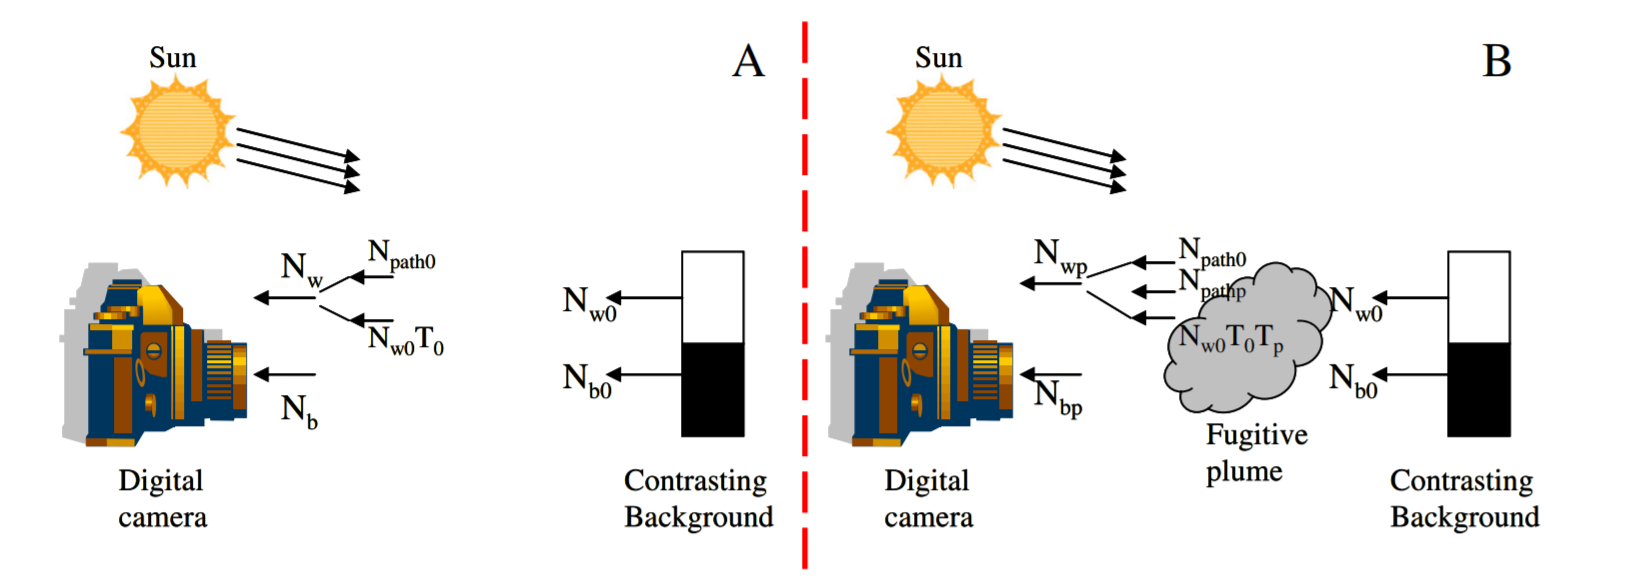 Sun
A
N_path0
N_w
N_w0T_0
N_w0
N_b0
N_b
Digital
camera
Contrasting
Background
Sun
B
N_path0
N_wp
N_pathp
N_w0T_0T_p
N_w0
N_b0
N_bp
Fugitive
plume
Digital
camera
Contrasting
Background